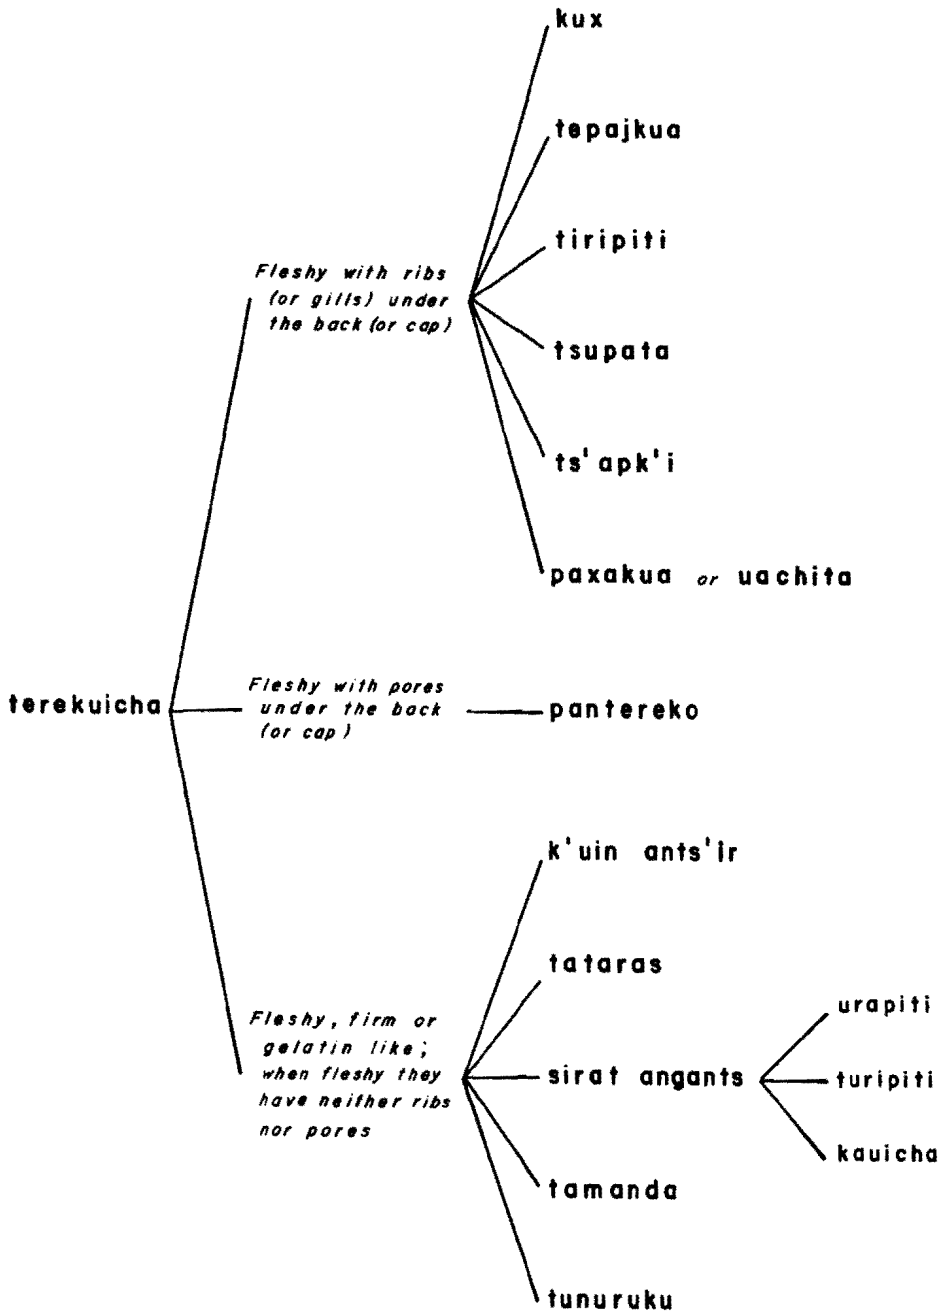 kux
tepajkua
tiripiti
Fleshy with ribs
(or gills) under
the back (or cap)
tsupata
ts'apk'i
paxakua or uachita
terekuicha
Fleshy with pores
under the back
(or cap)
pantereko
k'uin ants'ir
tataras
Fleshy, firm or
gelatin like;
when fleshy they
have neither ribs
nor pores
sirat angants
urapiti
turipiti
kauicha
tamanda
tunuruku